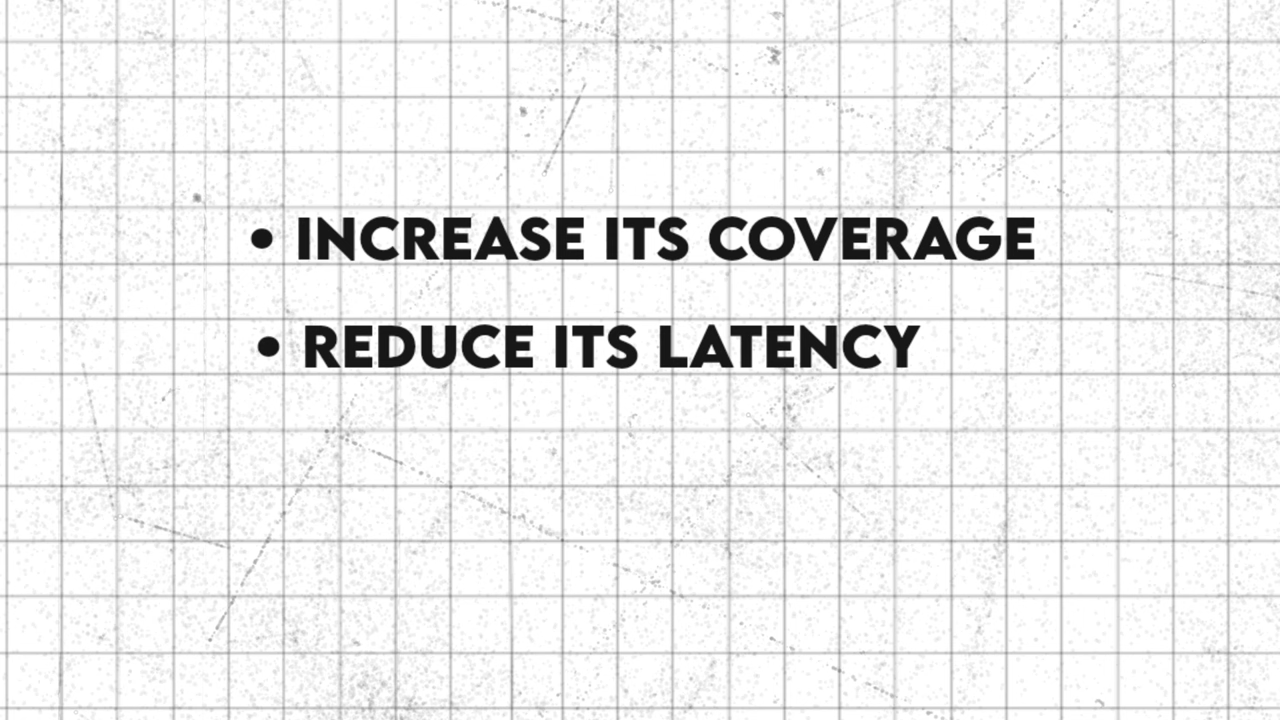 • INCREASE ITS COVERAGE
• REDUCE ITS LATENCY